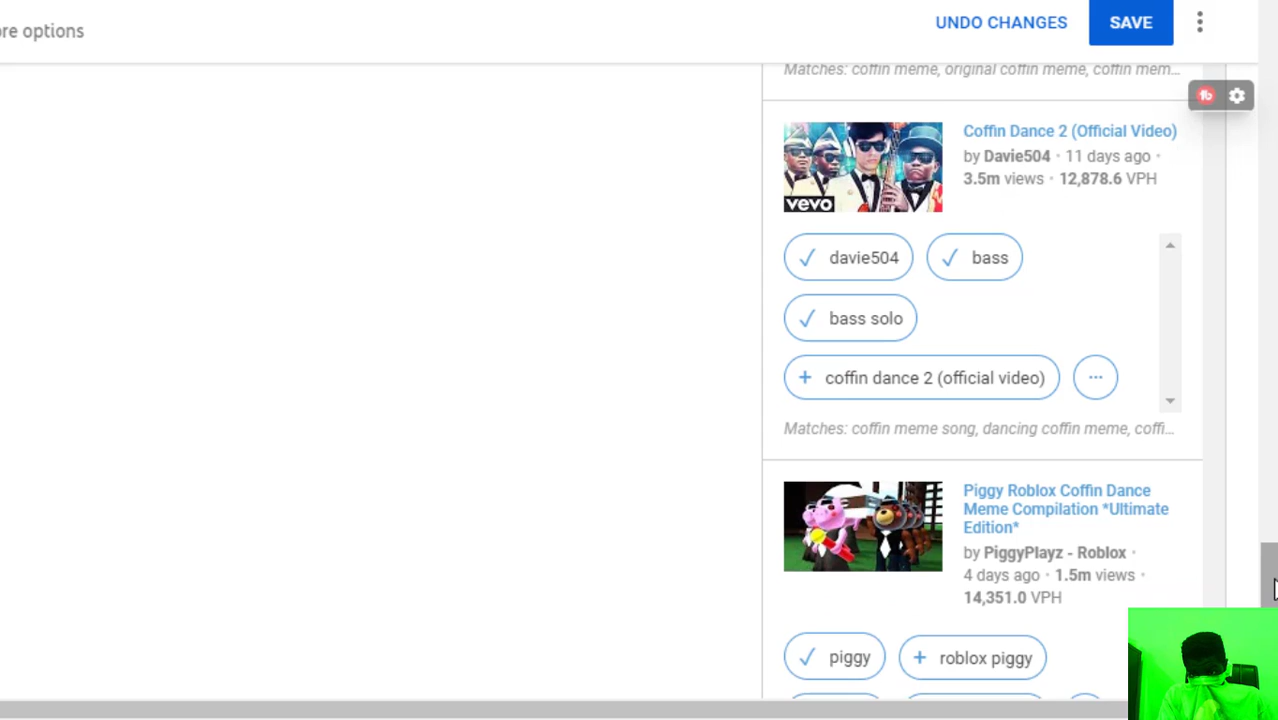 re options
UNDO CHANGES
SAVE
Matches: coffin meme, original coffin meme, coffin mem...
Coffin Dance 2 (Official Video)
by Davie504 · 11 days ago ·
3.5m views · 12,878.6 VPH
vevo
davie504
bass
bass solo
+ coffin dance 2 (official video)
...
Matches: coffin meme song, dancing coffin meme, coffi...
Piggy Roblox Coffin Dance
Meme Compilation *Ultimate
Edition*
by PiggyPlayz - Roblox ·
4 days ago · 1.5m views ·
14,351.0 VPH
piggy
+ roblox piggy